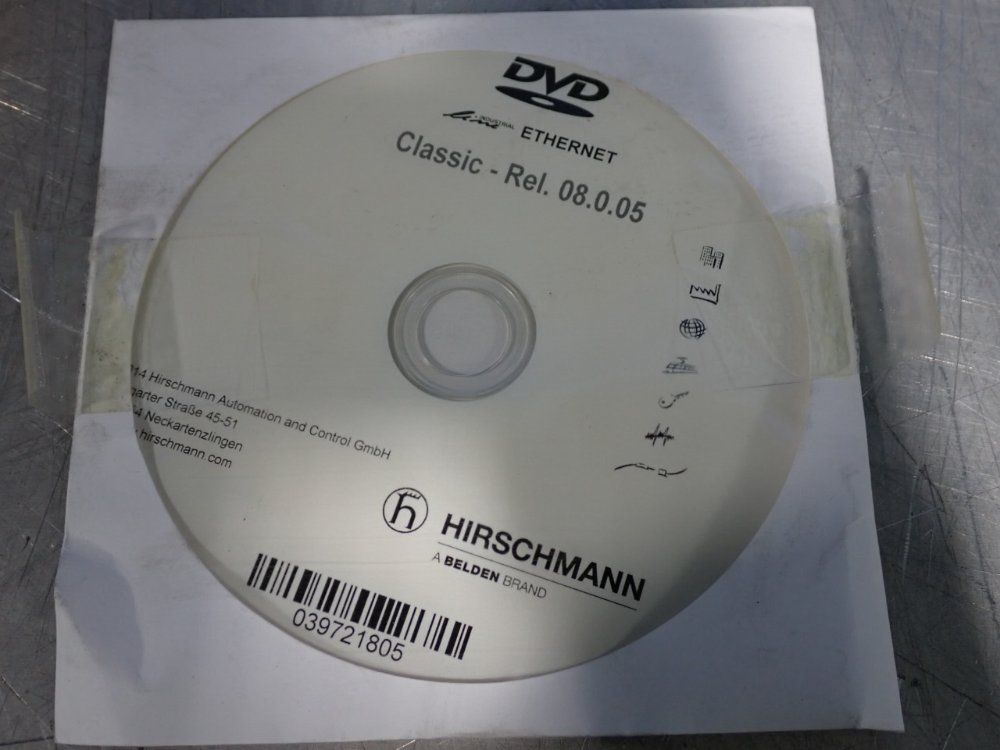 DVD
INDUSTRIAL line ETHERNET
Classic - Rel. 08.0.05
Hirschmann Automation and Control GmbH
Straße 45-51
Neckartenzlingen
hirschmann.com
HIRSCHMANN
A BELDEN BRAND
039721805